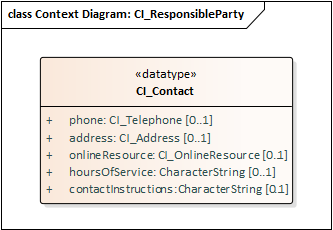 class Context Diagram: CI_ResponsibleParty
«datatype»
CI_Contact
+ phone: CI_Telephone [0..1]
+ address: CI_Address [0..1]
+ onlineResource: CI_OnlineResource [0.1]
+ hoursOfService: CharacterString [0..1]
+ contactInstructions:CharacterString [0.1]